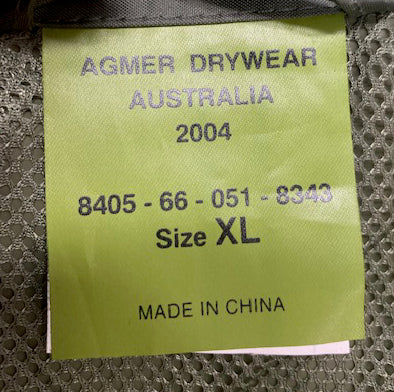 AGMER DRYWEAR
AUSTRALIA
2004
8405 - 66 - 051 - 8343
Size XL
MADE IN CHINA